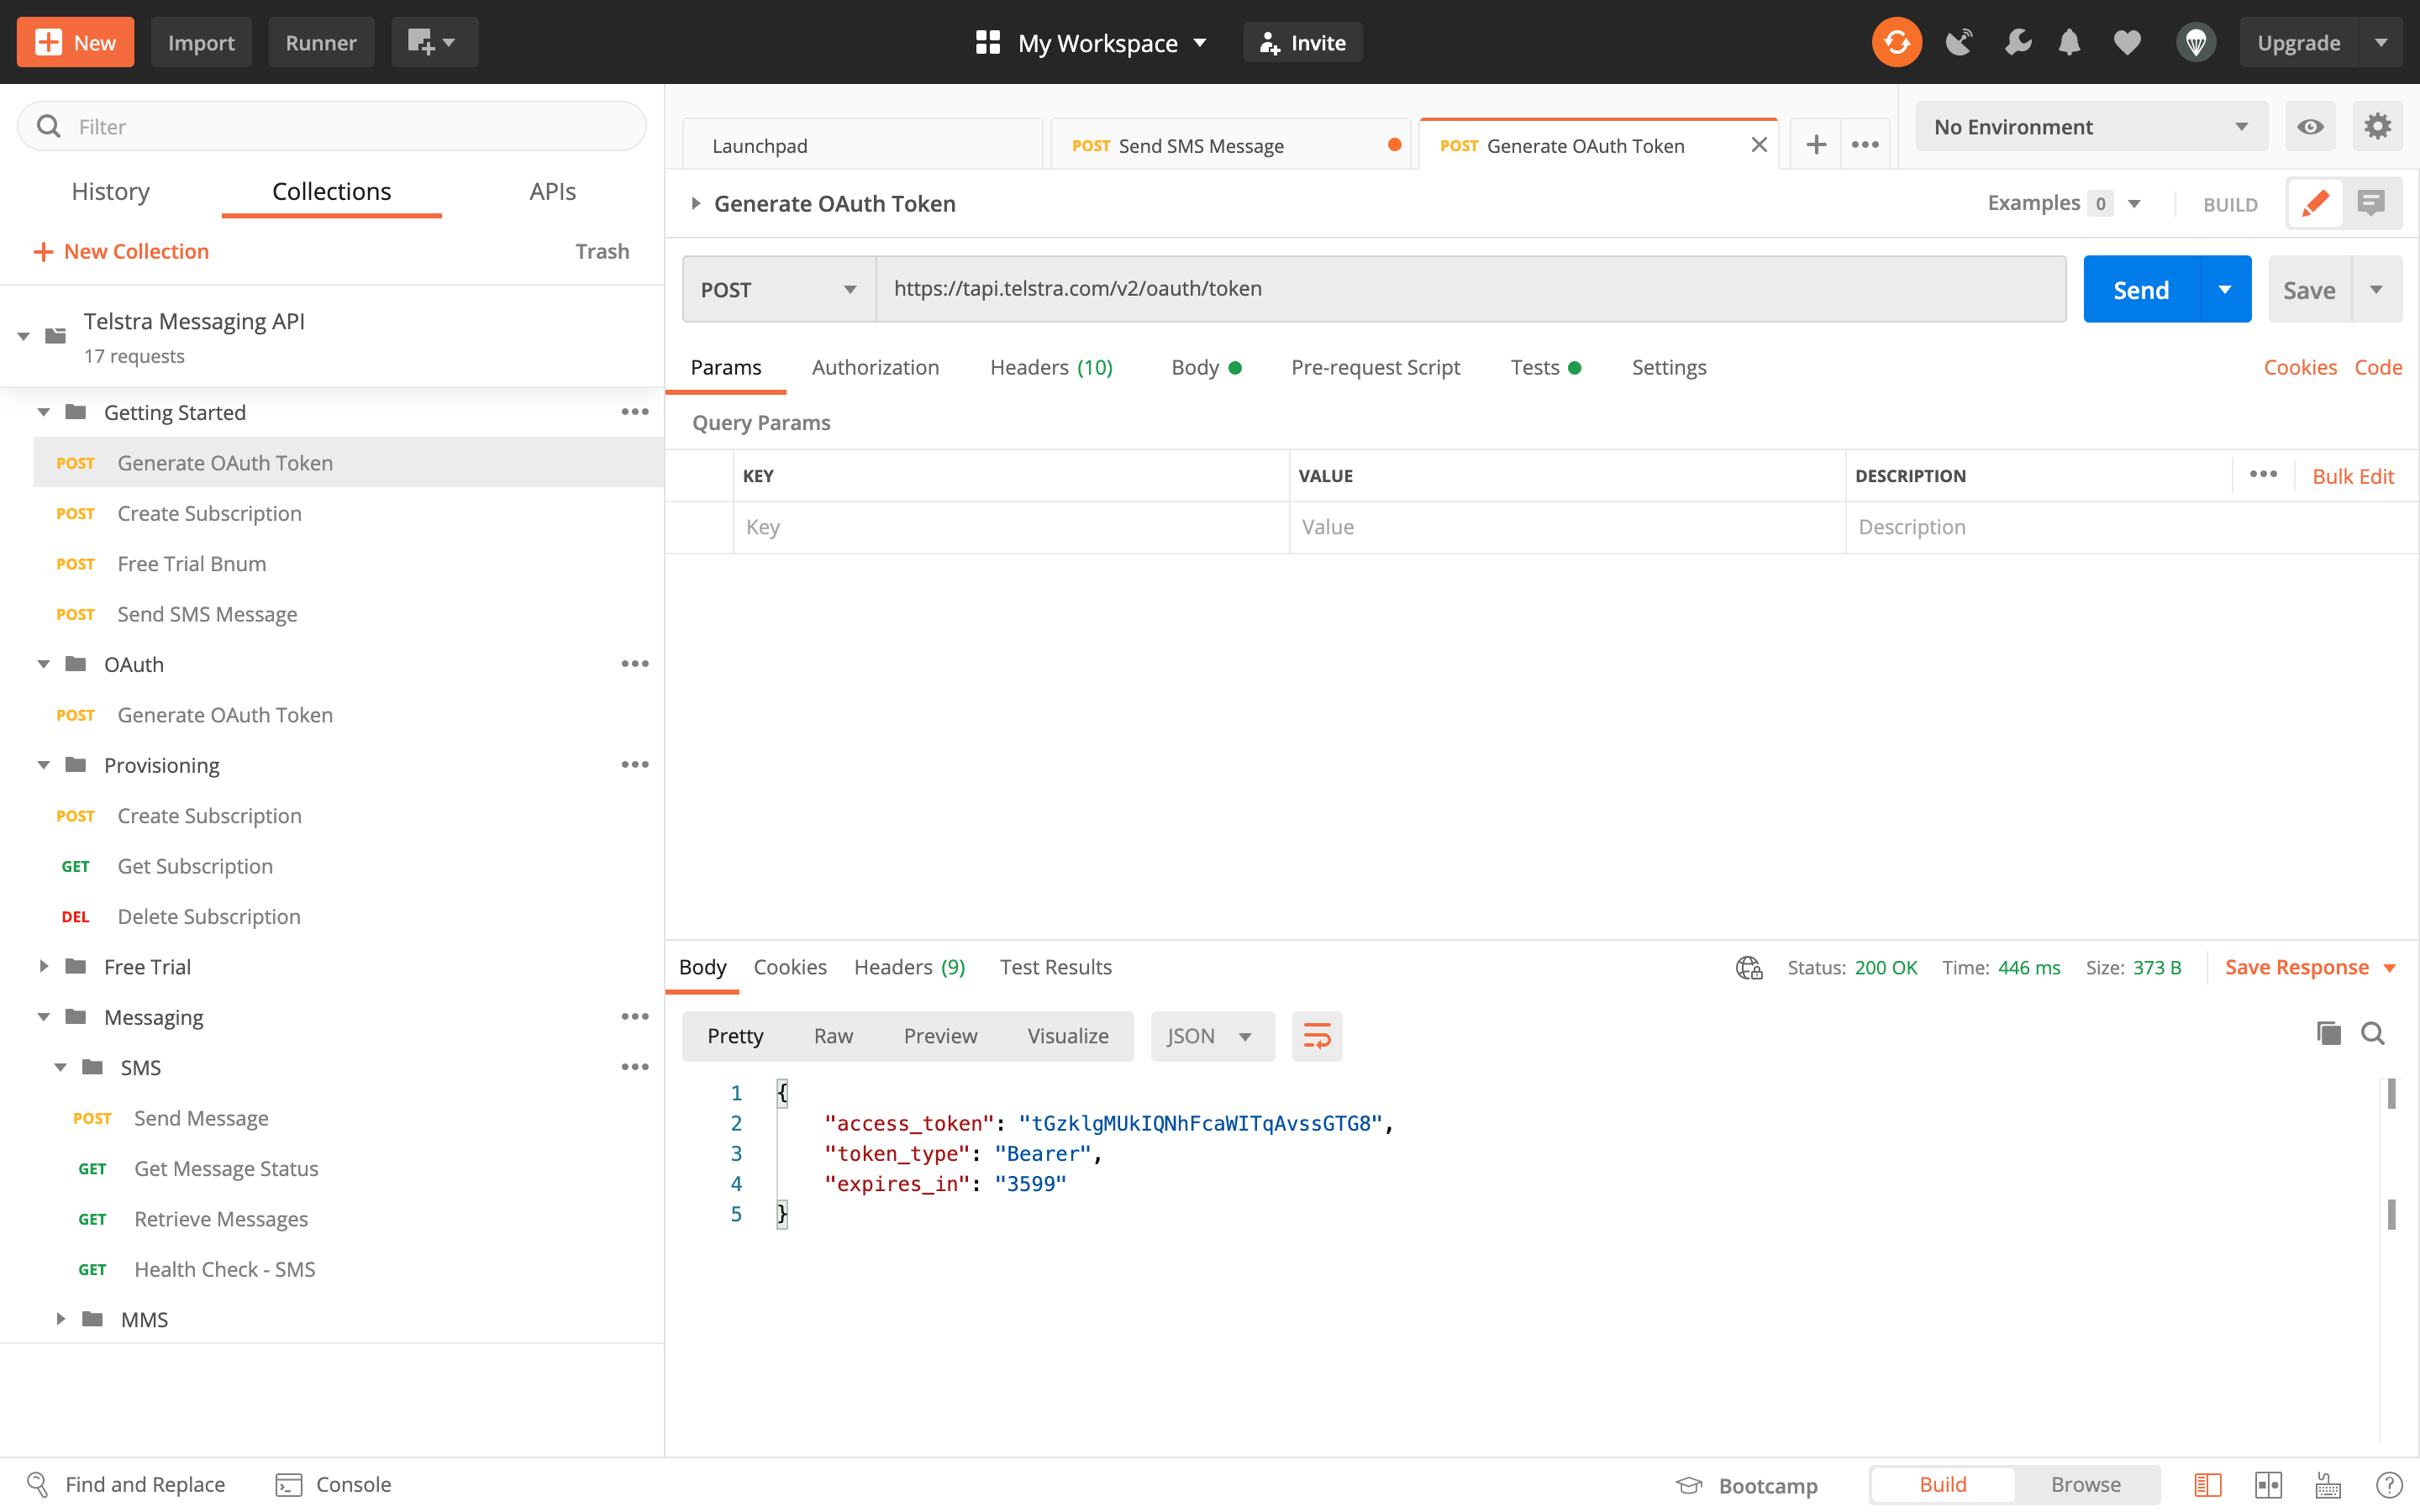 New Import Runner My Workspace Invite Upgrade
Filter
History Collections APIs
New Collection Trash
Telstra Messaging API
17 requests
Getting Started
POST Generate OAuth Token
POST Create Subscription
POST Free Trial Bnum
POST Send SMS Message
OAuth
POST Generate OAuth Token
Provisioning
POST Create Subscription
GET Get Subscription
DEL Delete Subscription
Free Trial
Messaging
SMS
POST Send Message
GET Get Message Status
GET Retrieve Messages
GET Health Check - SMS
MMS
Launchpad POST Send SMS Message POST Generate OAuth Token No Environment
Generate OAuth Token Examples 0 BUILD
POST https://tapi.telstra.com/v2/oauth/token Send Save
Params Authorization Headers (10) Body Pre-request Script Tests Settings Cookies Code
Query Params
KEY VALUE DESCRIPTION Bulk Edit
Key Value Description
Body Cookies Headers (9) Test Results Status: 200 OK Time: 446 ms Size: 373 B Save Response
Pretty Raw Preview Visualize JSON
1 {
2 "access_token": "tGzklgMUkIQNhFcaWITqAvssGTG8",
3 "token_type": "Bearer",
4 "expires_in": "3599"
5 }
Find and Replace Console Bootcamp Build Browse